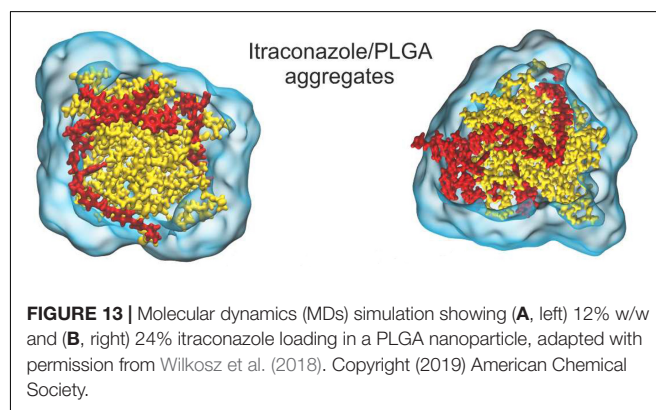 Itraconazole/PLGA
aggregates
FIGURE 13 | Molecular dynamics (MDs) simulation showing (A, left) 12% w/w
and (B, right) 24% itraconazole loading in a PLGA nanoparticle, adapted with
permission from Wilkosz et al. (2018). Copyright (2019) American Chemical
Society.